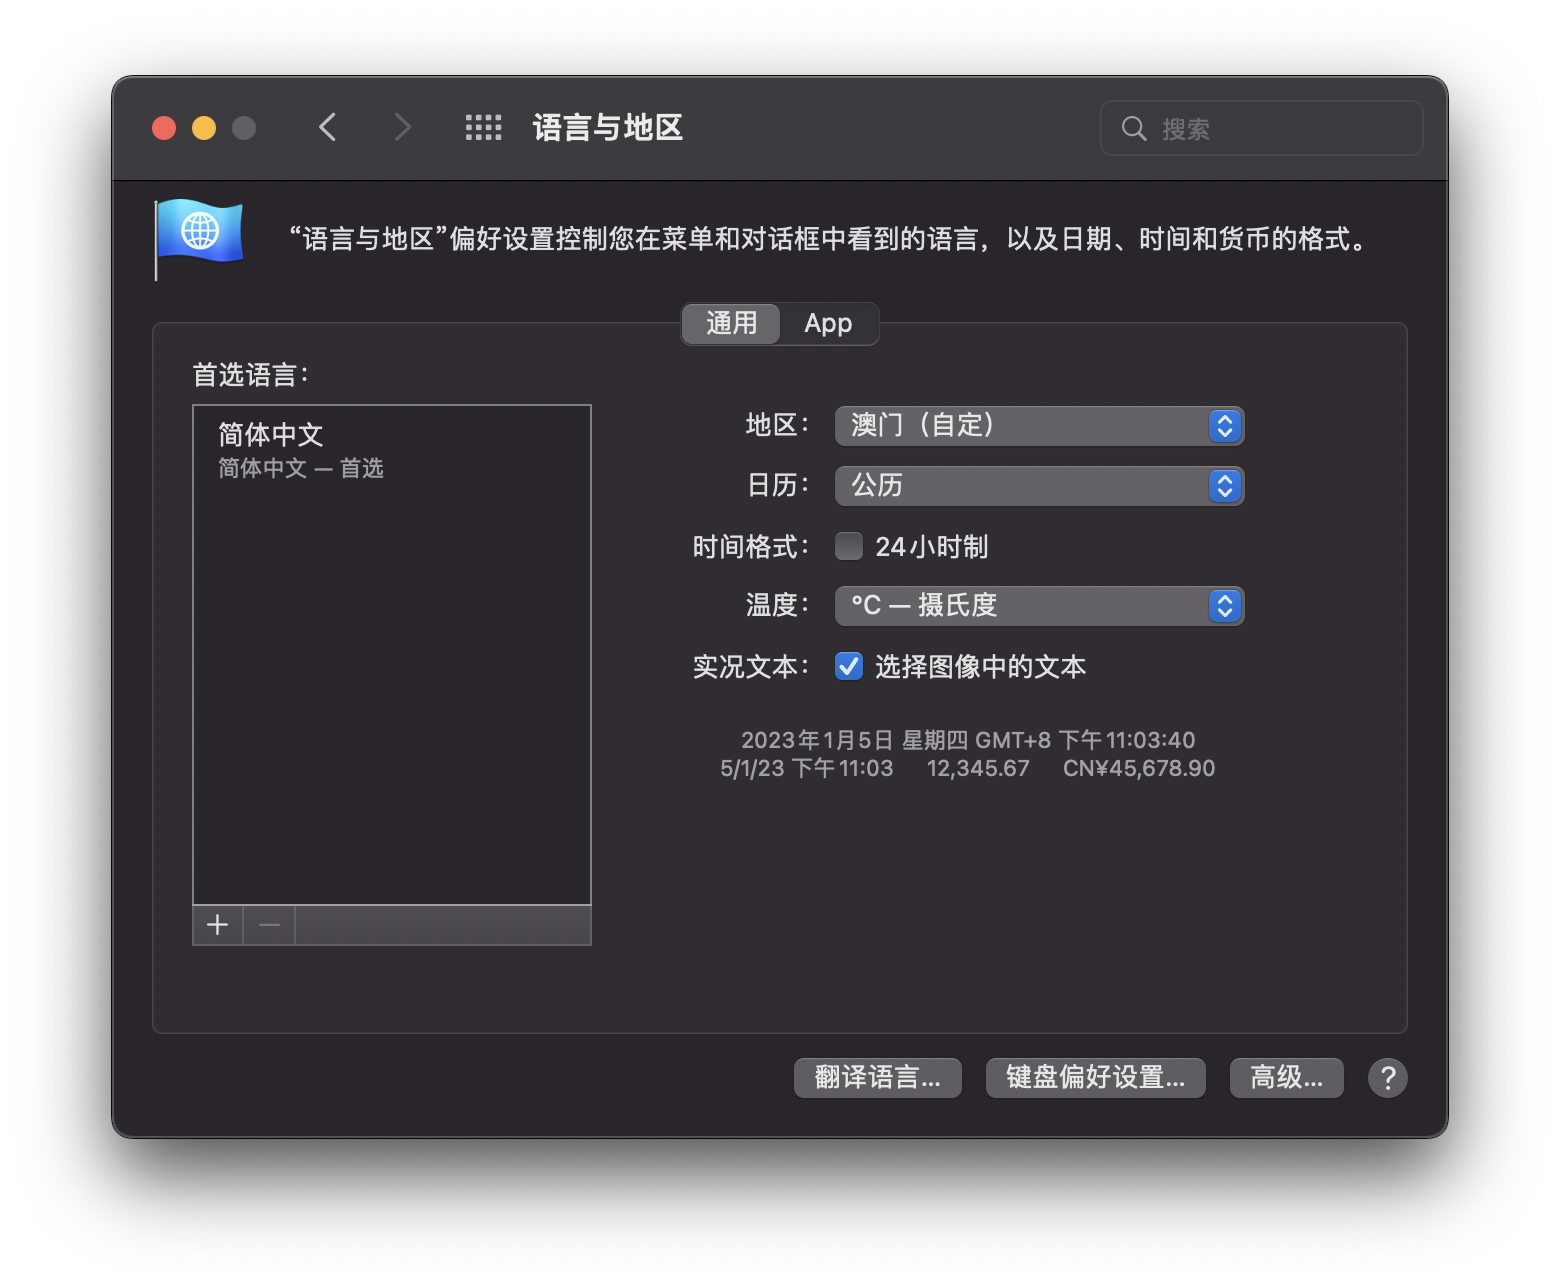 语言与地区
搜索
“语言与地区”偏好设置控制您在菜单和对话框中看到的语言，以及日期、时间和货币的格式。
通用
App
首选语言：
简体中文
简体中文 — 首选
地区：
澳门（自定）
日历：
公历
时间格式：
24小时制
温度：
°C — 摄氏度
实况文本：
选择图像中的文本
2023年1月5日 星期四 GMT+8 下午11:03:40
5/1/23 下午11:03 12,345.67 CN¥45,678.90
翻译语言...
键盘偏好设置...
高级...
?